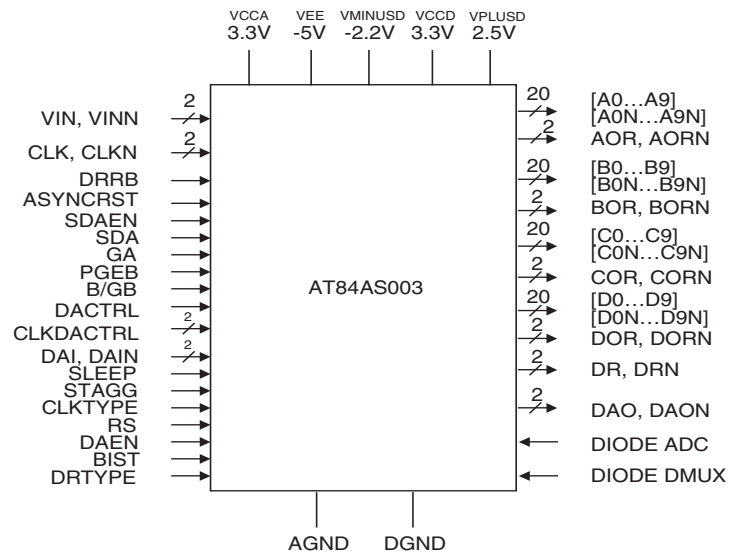 VCCA VEE VMINUSD VCCD VPLUSD
3.3V -5V -2.2V 3.3V 2.5V
2
VIN, VINN
2
CLK, CLKN
DRRB
ASYNCRST
SDAEN
SDA
GA
PGEB
B/GB
DACTRL
2
CLKDACTRL
2
DAI, DAIN
SLEEP
STAGG
CLKTYPE
RS
DAEN
BIST
DRTYPE
AT84AS003
20 [A0...A9]
[A0N...A9N]
2 AOR, AORN
20 [B0...B9]
[B0N...B9N]
2 BOR, BORN
20 [C0...C9]
[C0N...C9N]
2 COR, CORN
20 [D0...D9]
[D0N...D9N]
2 DOR, DORN
2 DR, DRN
2 DAO, DAON
DIODE ADC
DIODE DMUX
AGND DGND